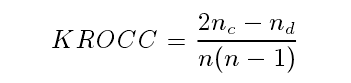 KROCC = \frac{2n_c - n_d}{n(n-1)}